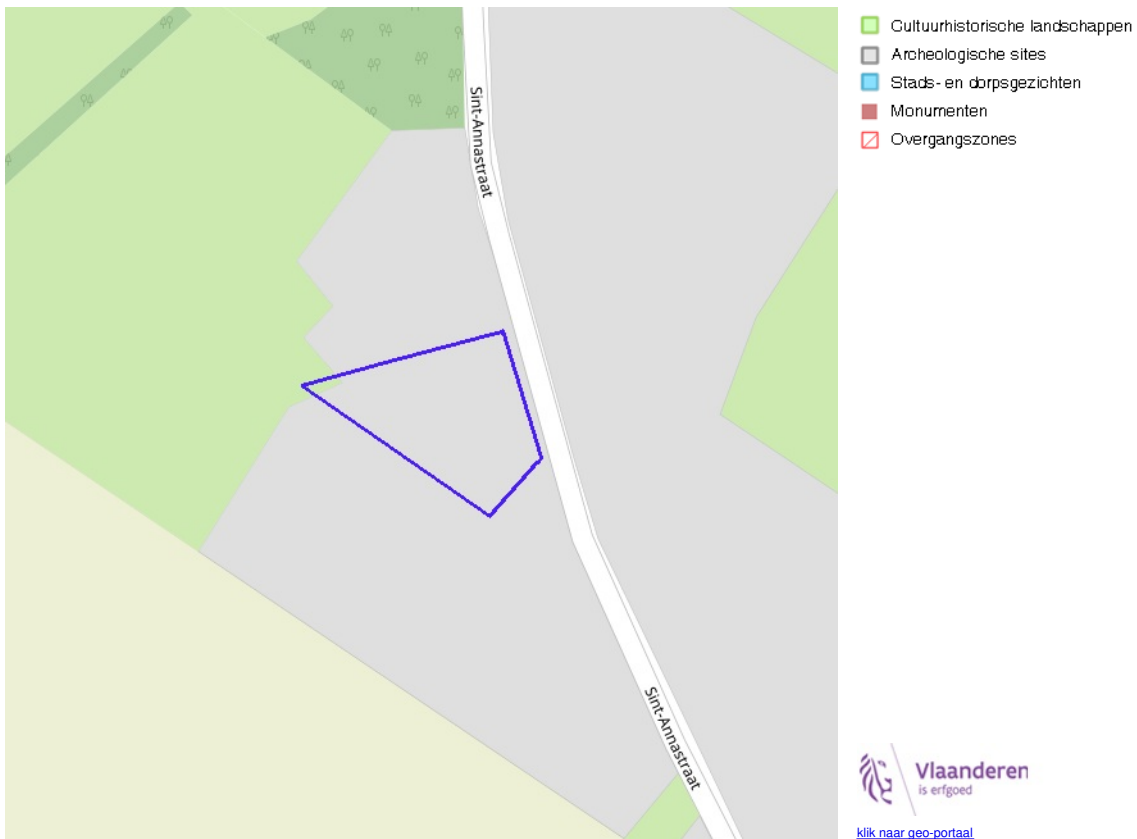 Sint-Annastraat
Sint-Annastraat
Cultuurhistorische landschappen
Archeologische sites
Stads- en dorpsgezichten
Monumenten
Overgangszones
Vlaanderen
is erfgoed
klik naar geo-portaal